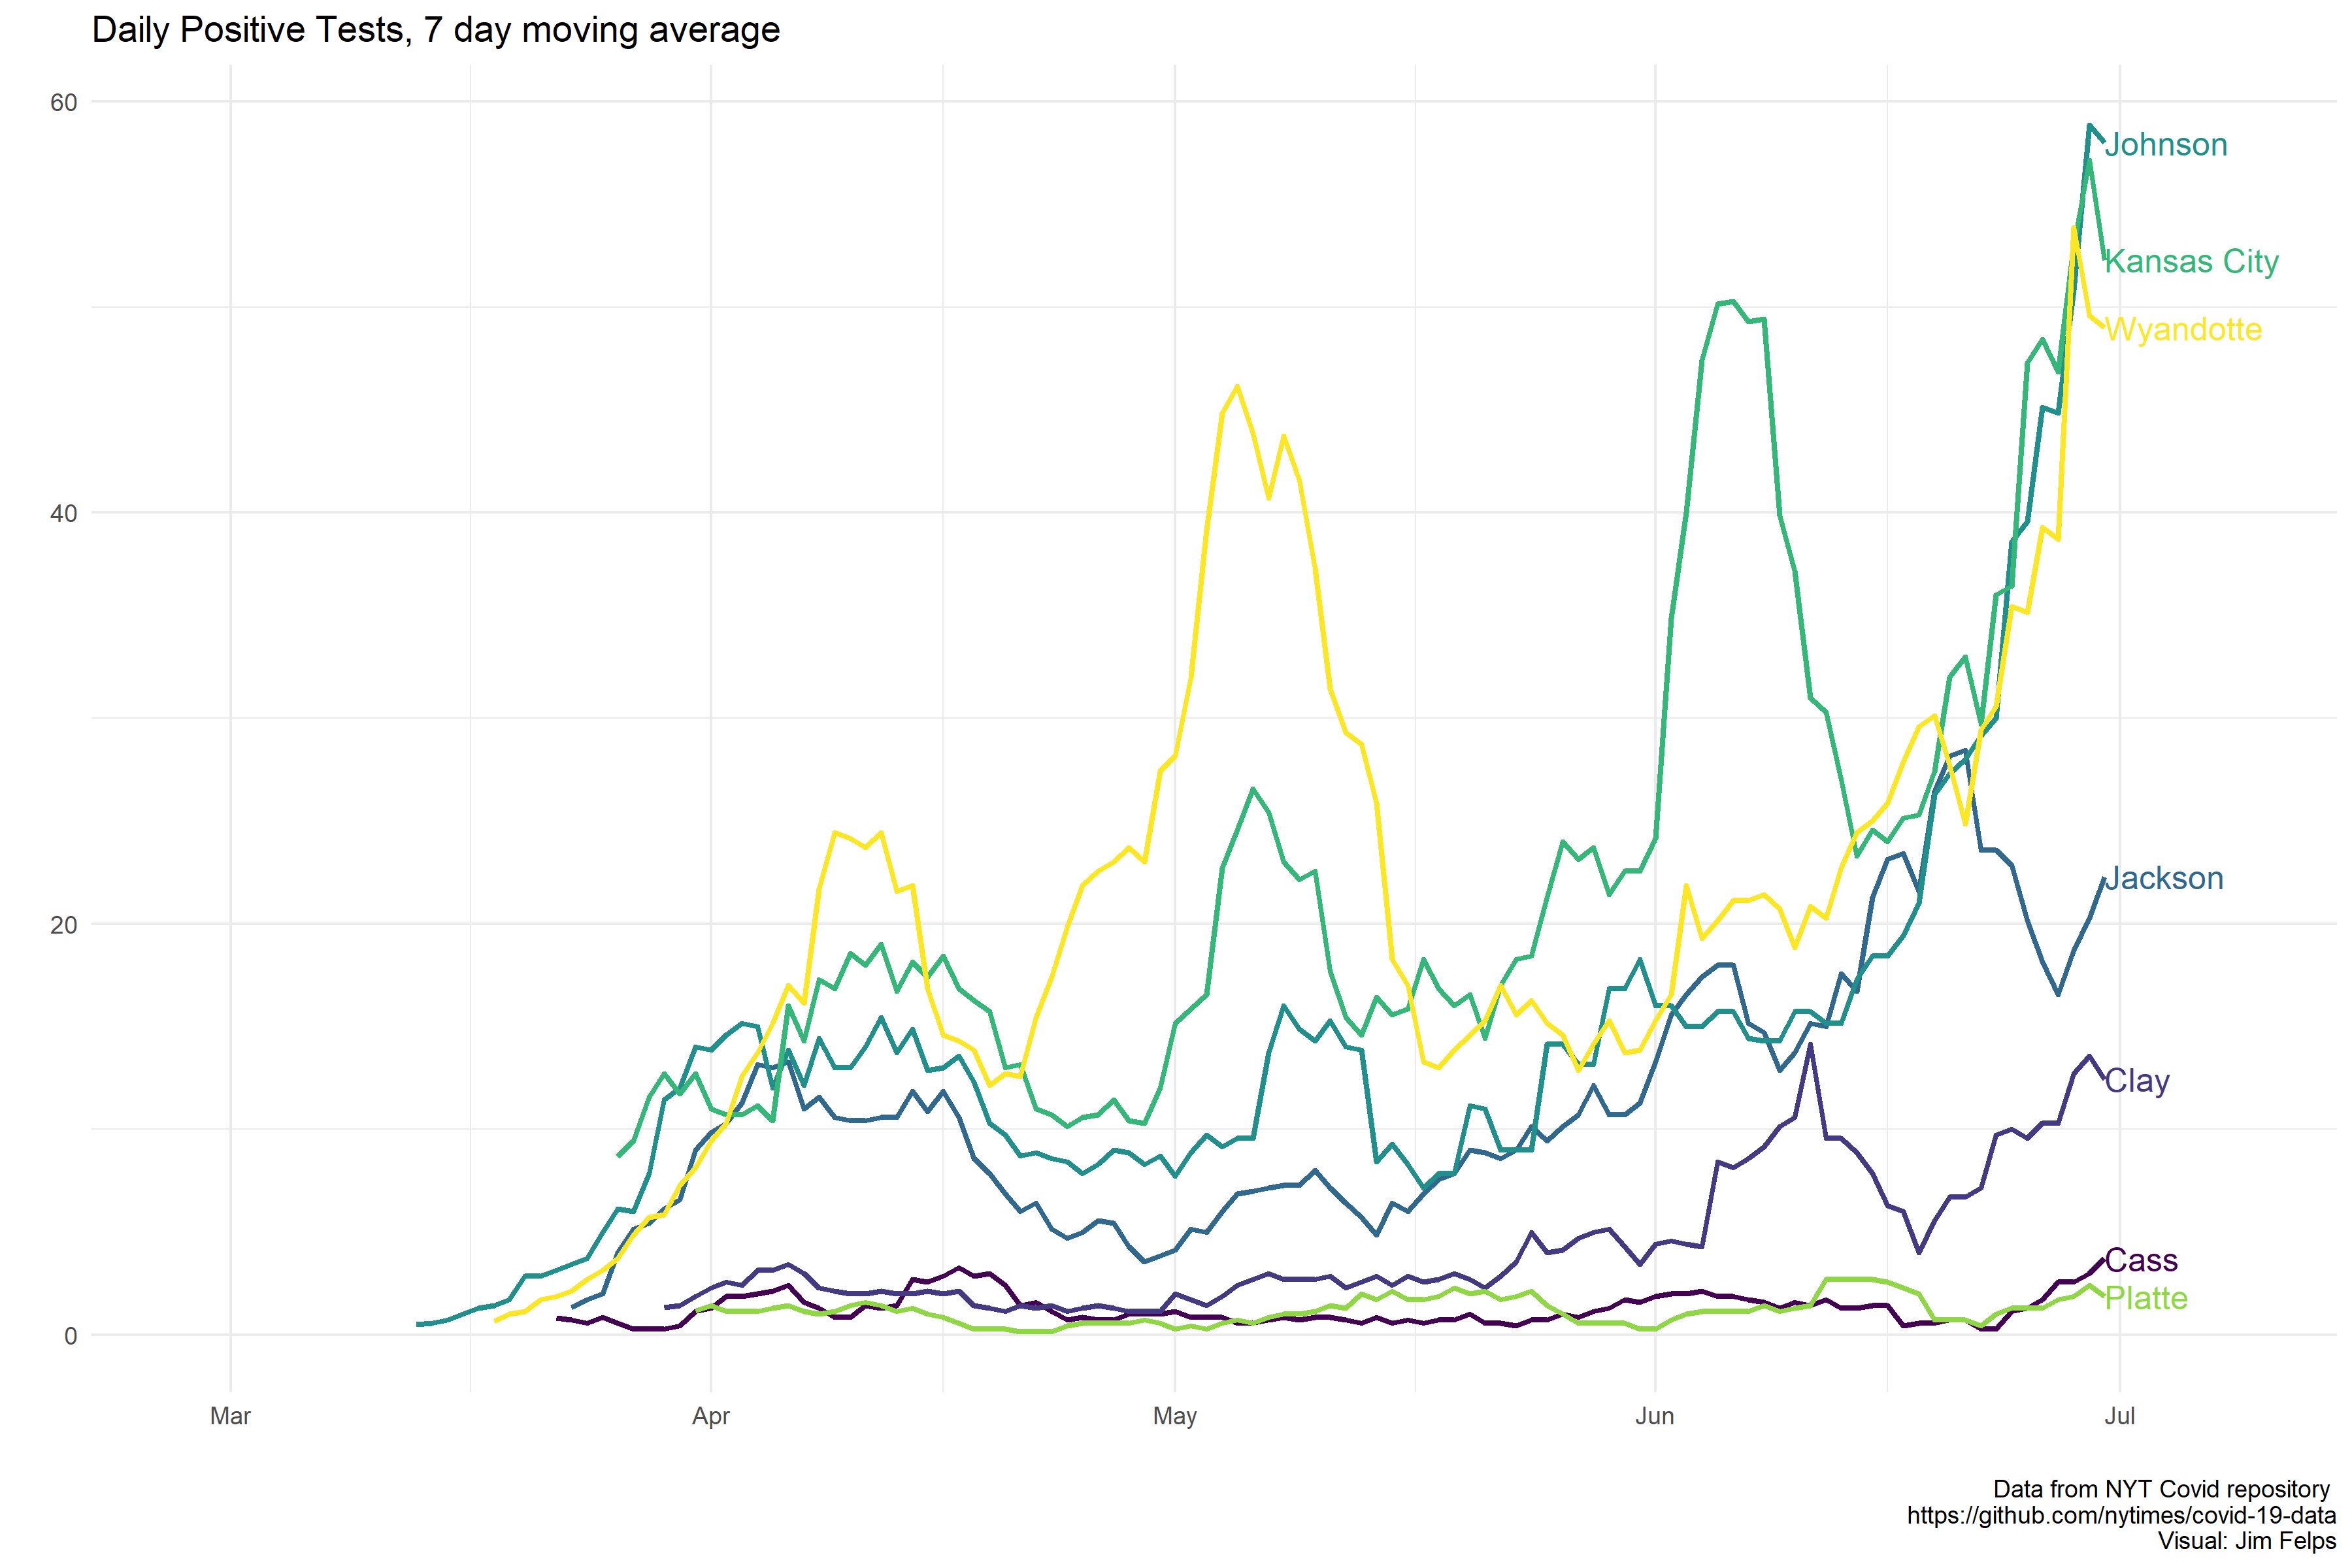 Daily Positive Tests, 7 day moving average
60
40
20
0
Johnson
Kansas City
Wyandotte
Jackson
Clay
Cass
Platte
Mar Apr May Jun Jul
Data from NYT Covid repository
https://github.com/nytimes/covid-19-data
Visual: Jim Felps